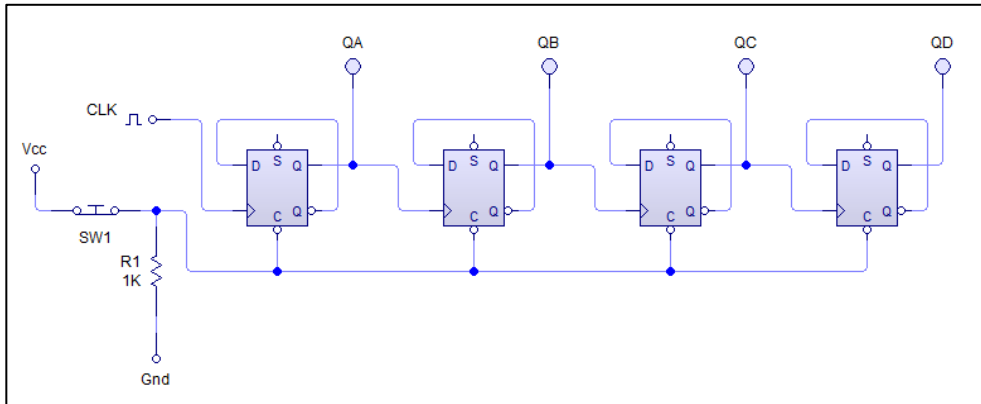 QA QB QC QD
CLK
Vcc
D S Q D S Q D S Q D S Q
C Q C Q C Q C Q
SW1
R1
1K
Gnd